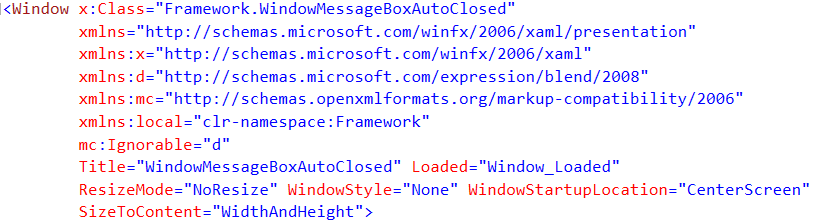 <Window x:Class="Framework.WindowMessageBoxAutoClosed"
xmlns="http://schemas.microsoft.com/winfx/2006/xaml/presentation"
xmlns:x="http://schemas.microsoft.com/winfx/2006/xaml"
xmlns:d="http://schemas.microsoft.com/expression/blend/2008"
xmlns:mc="http://schemas.openxmlformats.org/markup-compatibility/2006"
xmlns:local="clr-namespace:Framework"
mc:Ignorable="d"
Title="WindowMessageBoxAutoClosed" Loaded="Window_Loaded"
ResizeMode="NoResize" WindowStyle="None" WindowStartupLocation="CenterScreen"
SizeToContent="WidthAndHeight">